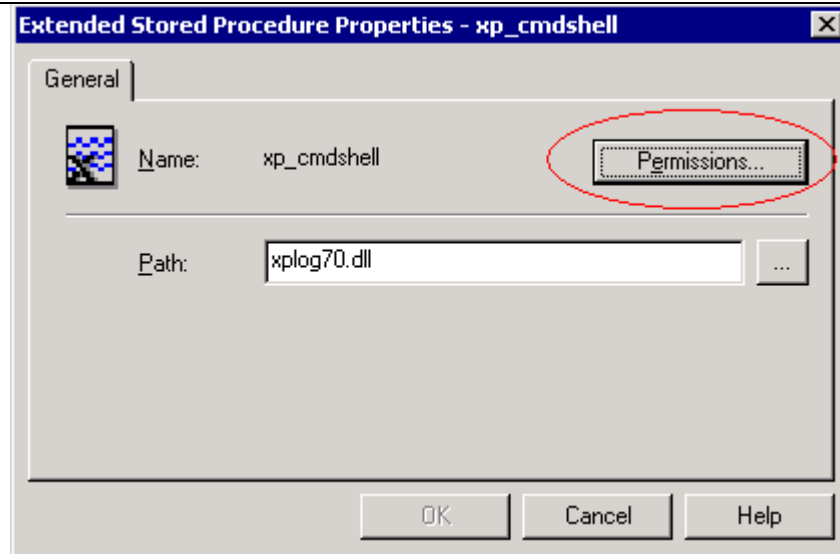 Extended Stored Procedure Properties - xp_cmdshell
General
Name: xp_cmdshell Permissions...
Path: xplog70.dll ...
OK Cancel Help